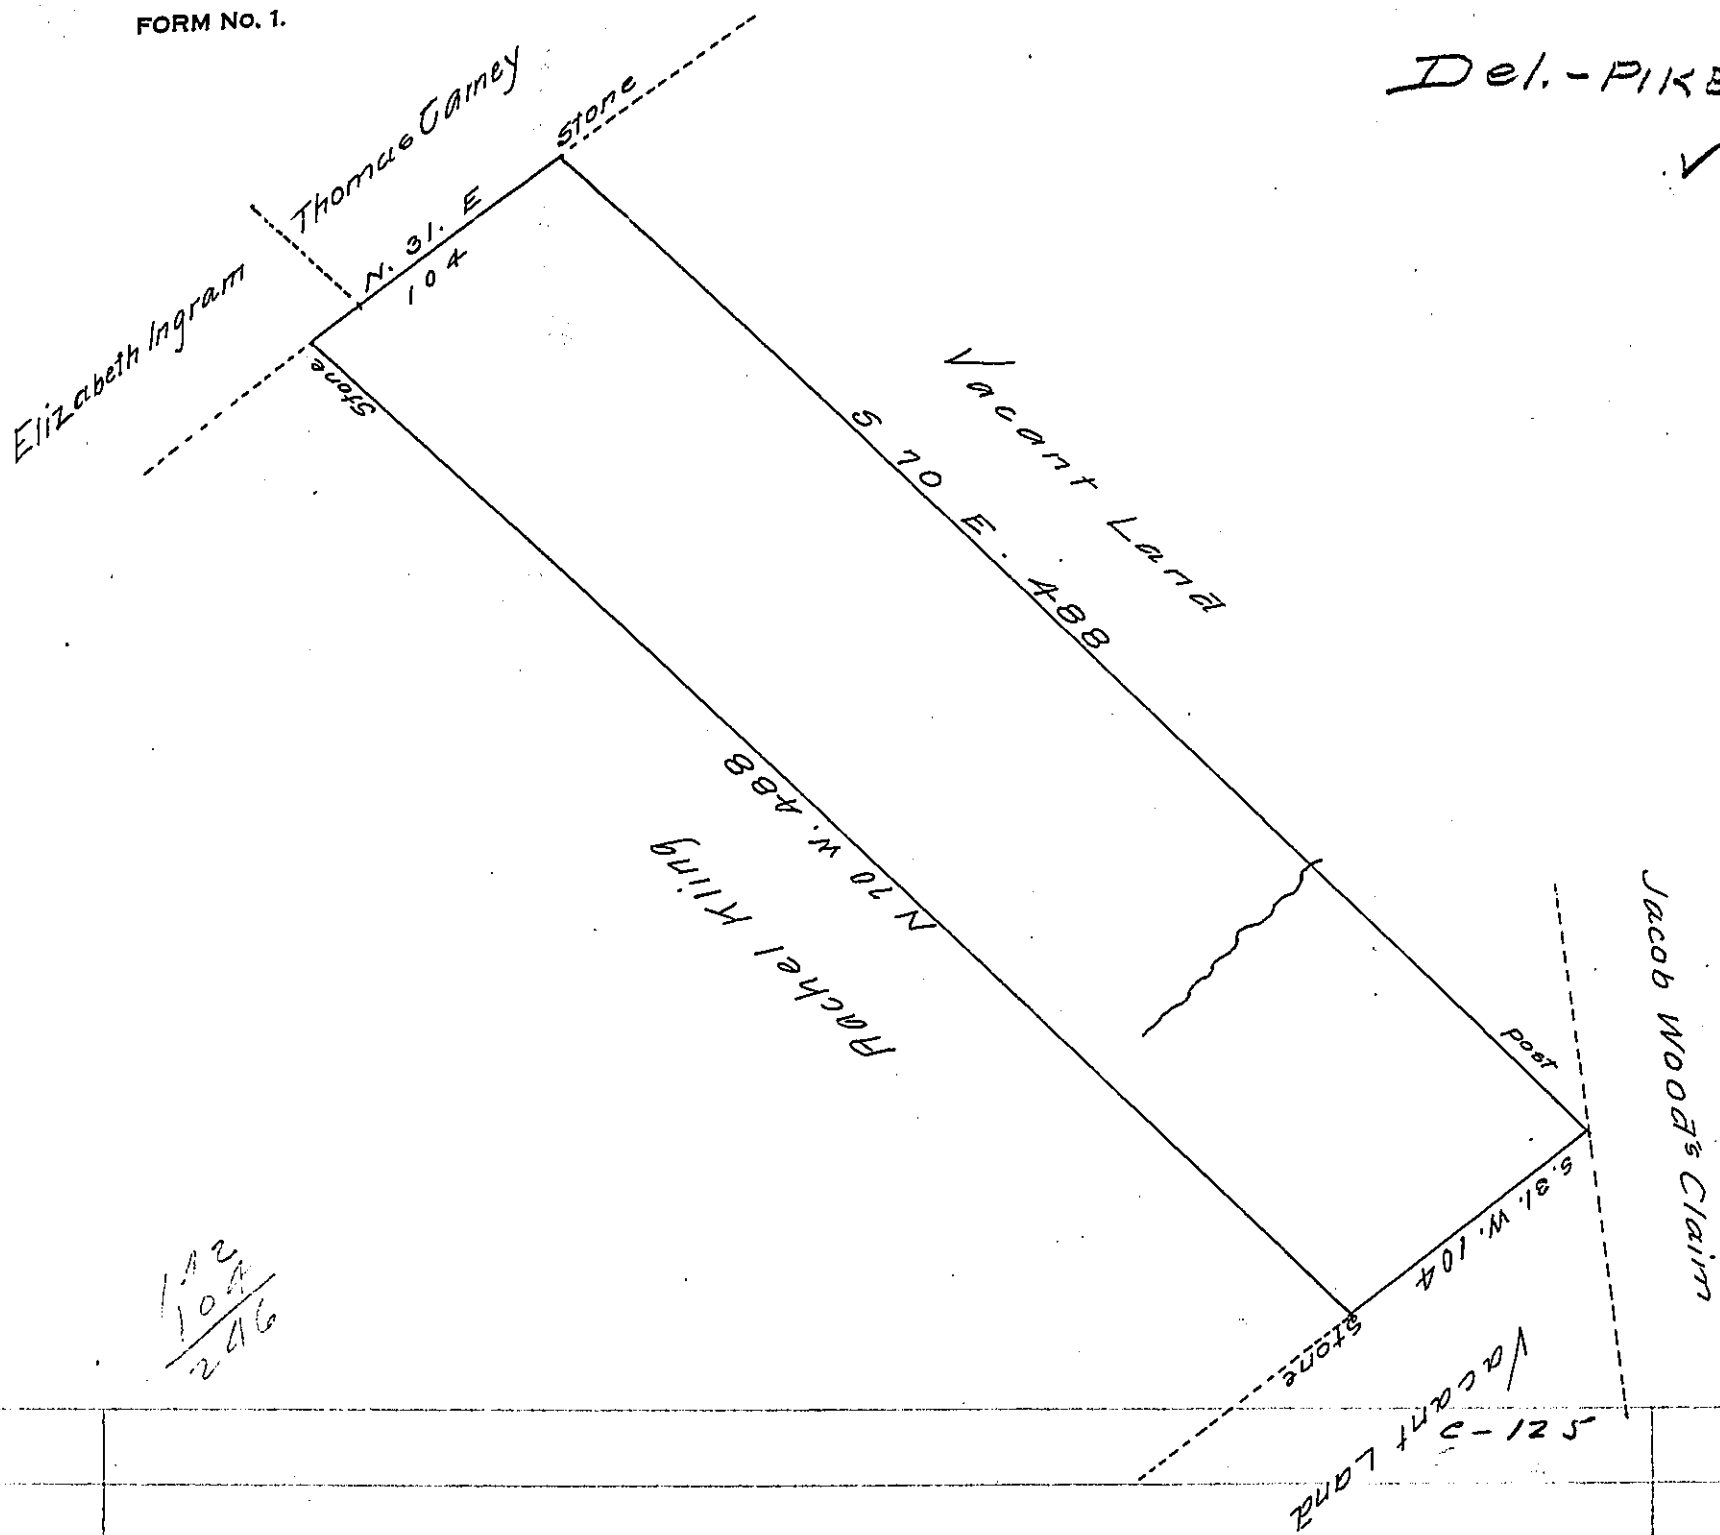 FORM No. 1.
Del.-PIKE
Thomas Carney
Stone
N. 31. E
104
Elizabeth Ingram
Stone
Vacant Land
S 70 E. 488
N 70 W. 488
Rachel Kling
post
Jacob Wood's Claim
S. 31. W. 104
Stone
Vacant Land
142
104
246
C-125